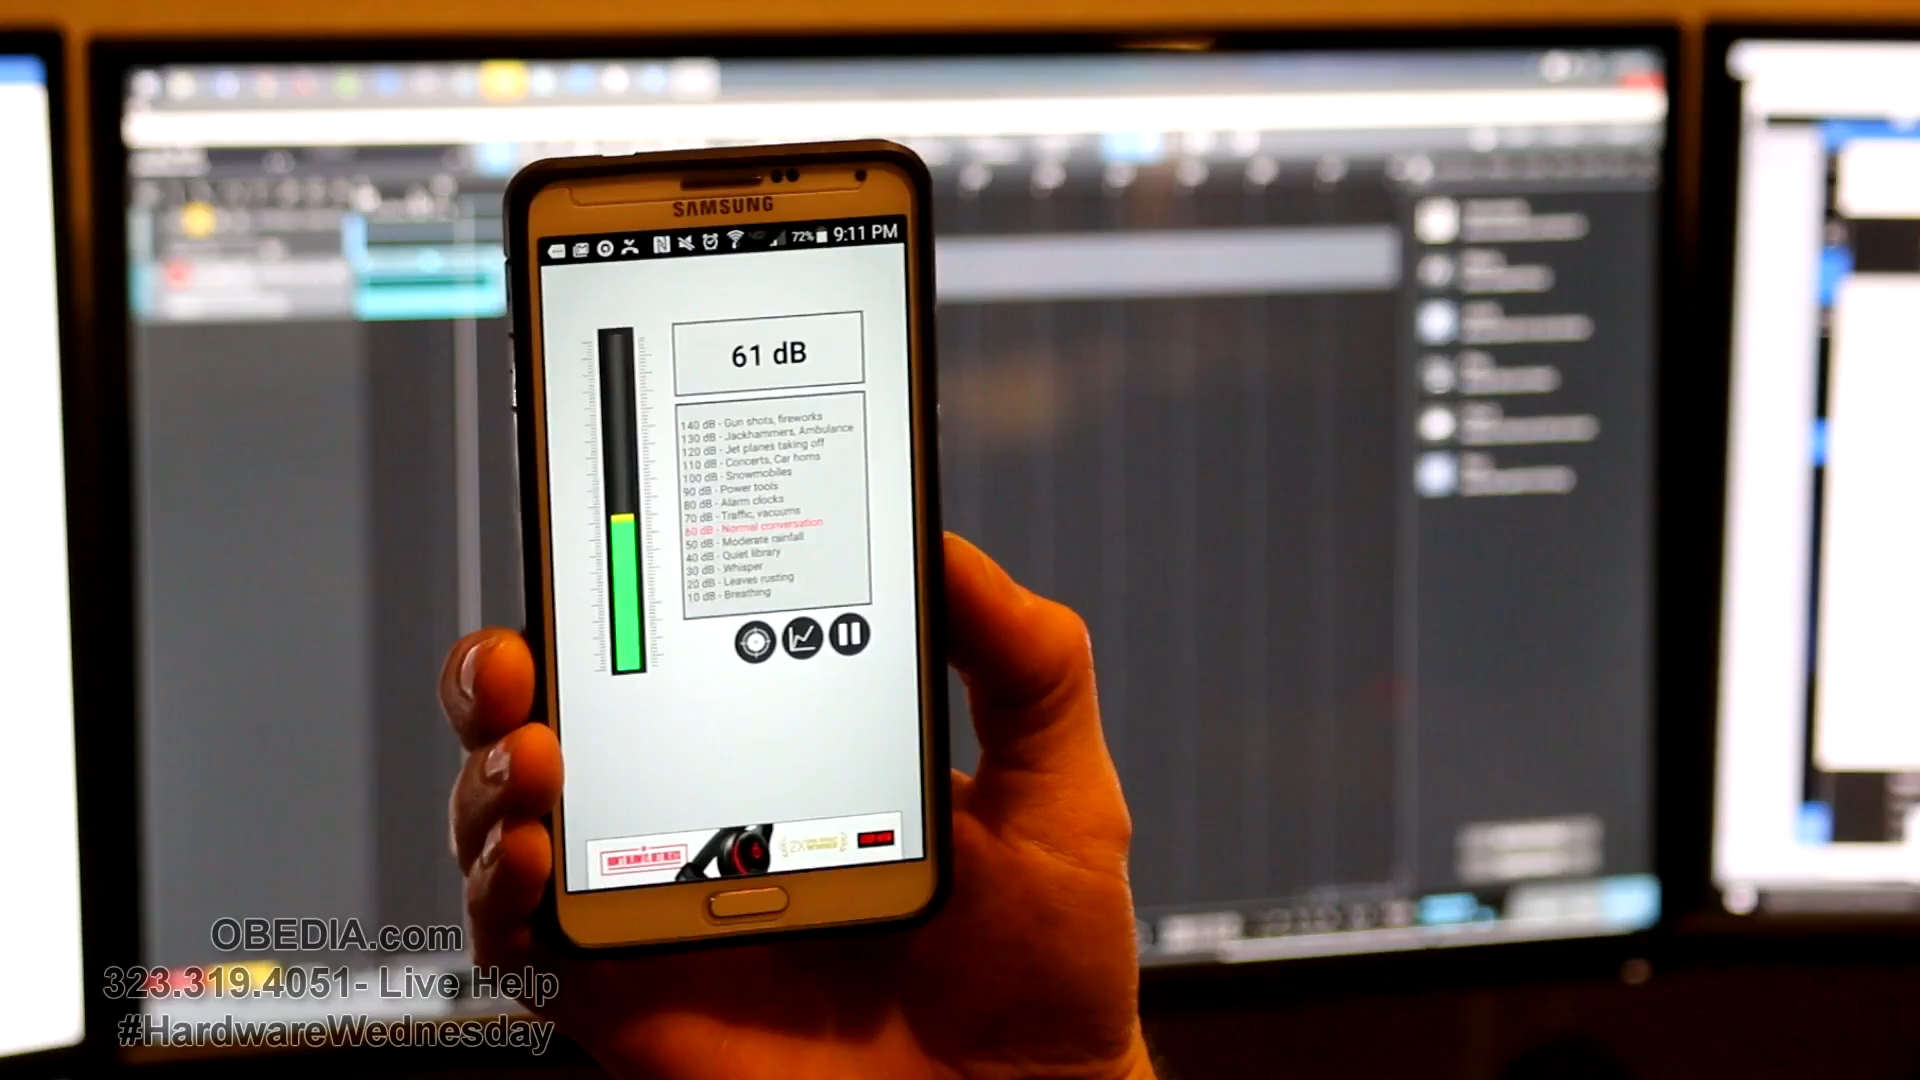 SAMSUNG
72% 9:11 PM
61 dB
140 dB - Gun shots, fireworks
130 dB - Jackhammers, Ambulance
120 dB - Jet planes taking off
110 dB - Concerts, Car horns
100 dB - Snowmobiles
90 dB - Power tools
80 dB - Alarm clocks
70 dB - Traffic, vacuums
60 dB - Normal conversation
50 dB - Moderate rainfall
40 dB - Quiet library
30 dB - Whisper
20 dB - Leaves rusting
10 dB - Breathing
2X
OBEDIA.com
323.319.4051- Live Help
#HardwareWednesday